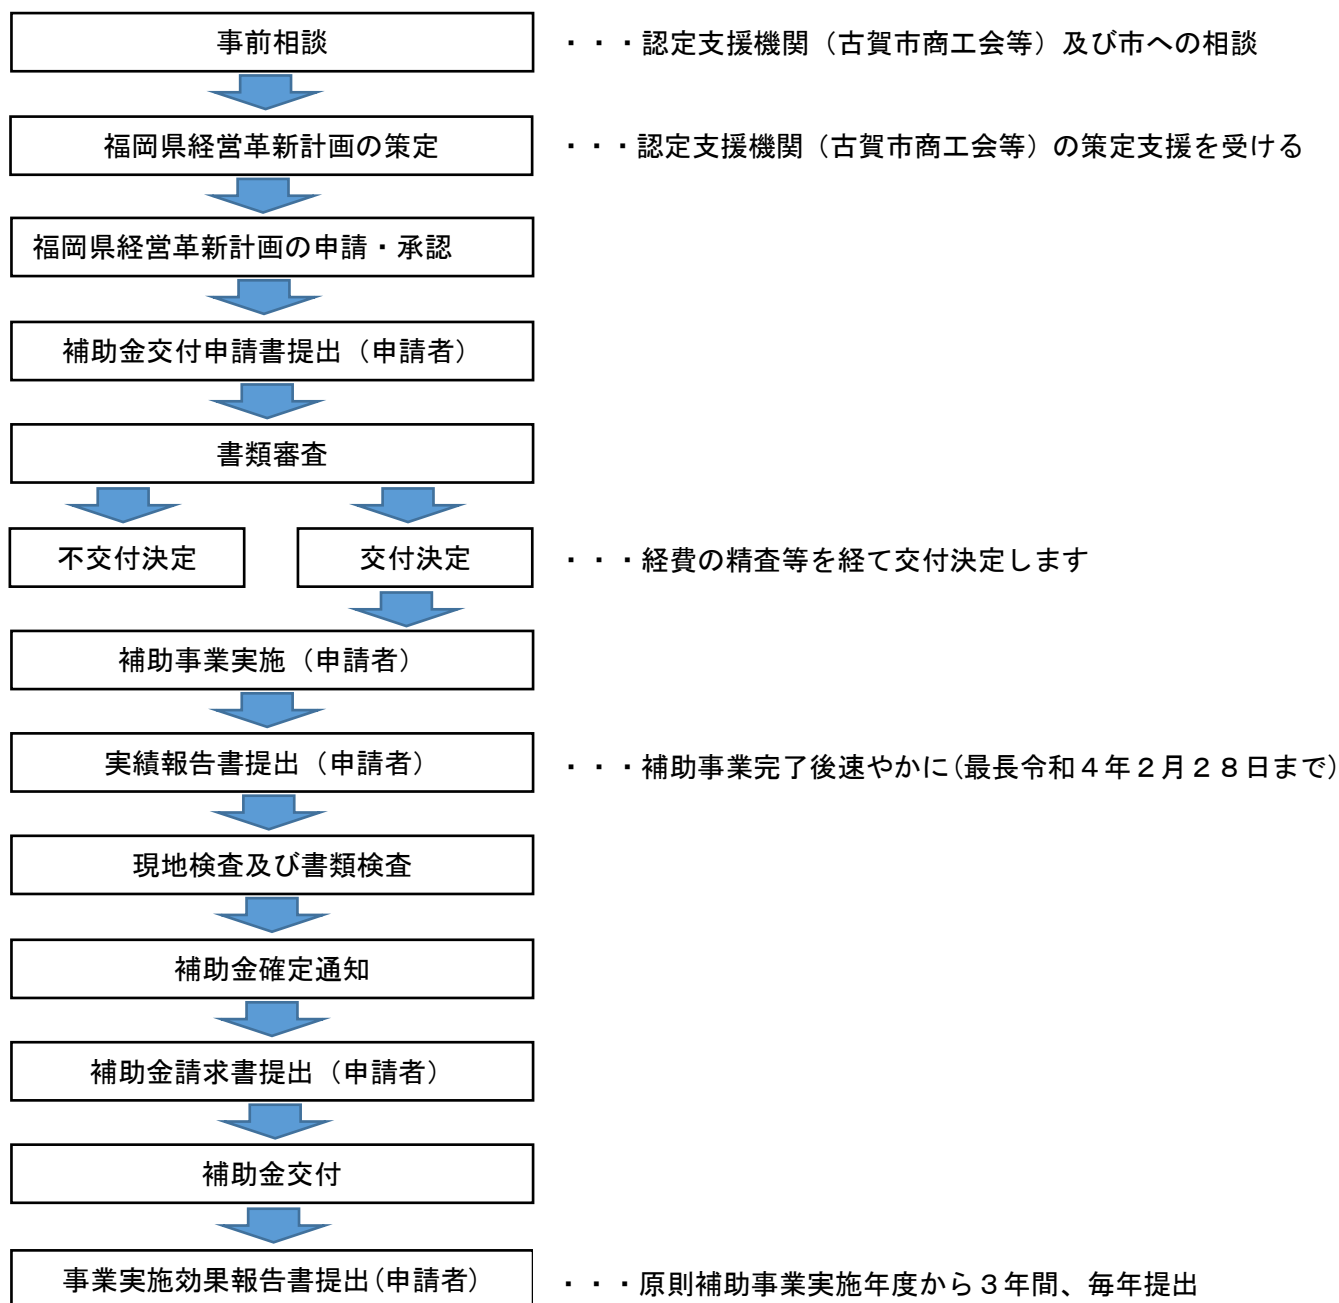 事前相談 ・・・認定支援機関（古賀市商工会等）及び市への相談
福岡県経営革新計画の策定 ・・・認定支援機関（古賀市商工会等）の策定支援を受ける
福岡県経営革新計画の申請・承認
補助金交付申請書提出（申請者）
書類審査
不交付決定 交付決定 ・・・経費の精査等を経て交付決定します
補助事業実施（申請者）
実績報告書提出（申請者） ・・・補助事業完了後速やかに(最長令和４年２月２８日まで)
現地検査及び書類検査
補助金確定通知
補助金請求書提出（申請者）
補助金交付
事業実施効果報告書提出(申請者) ・・・原則補助事業実施年度から３年間、毎年提出